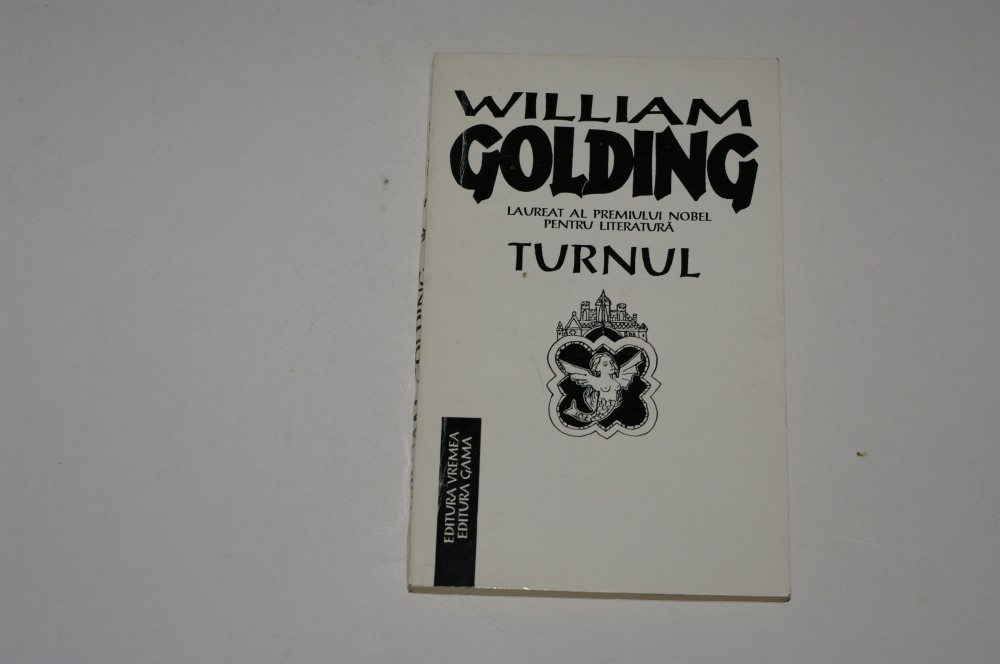 WILLIAM
GOLDING
LAUREAT AL PREMIULUI NOBEL
PENTRU LITERATURĂ
TURNUL
EDITURA VREMEA
EDITURA GAMA